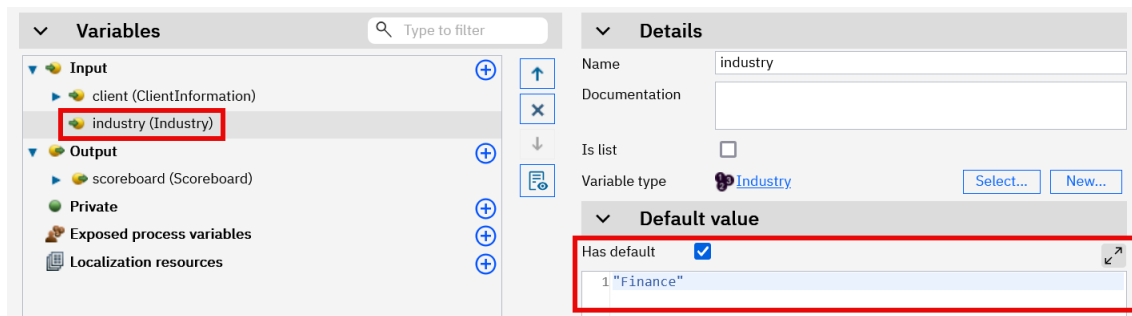 Variables
Type to filter
Input
client (ClientInformation)
industry (Industry)
Output
scoreboard (Scoreboard)
Private
Exposed process variables
Localization resources
Details
Name
industry
Documentation
Is list
Variable type
Industry
Select...
New...
Default value
Has default
1 "Finance"